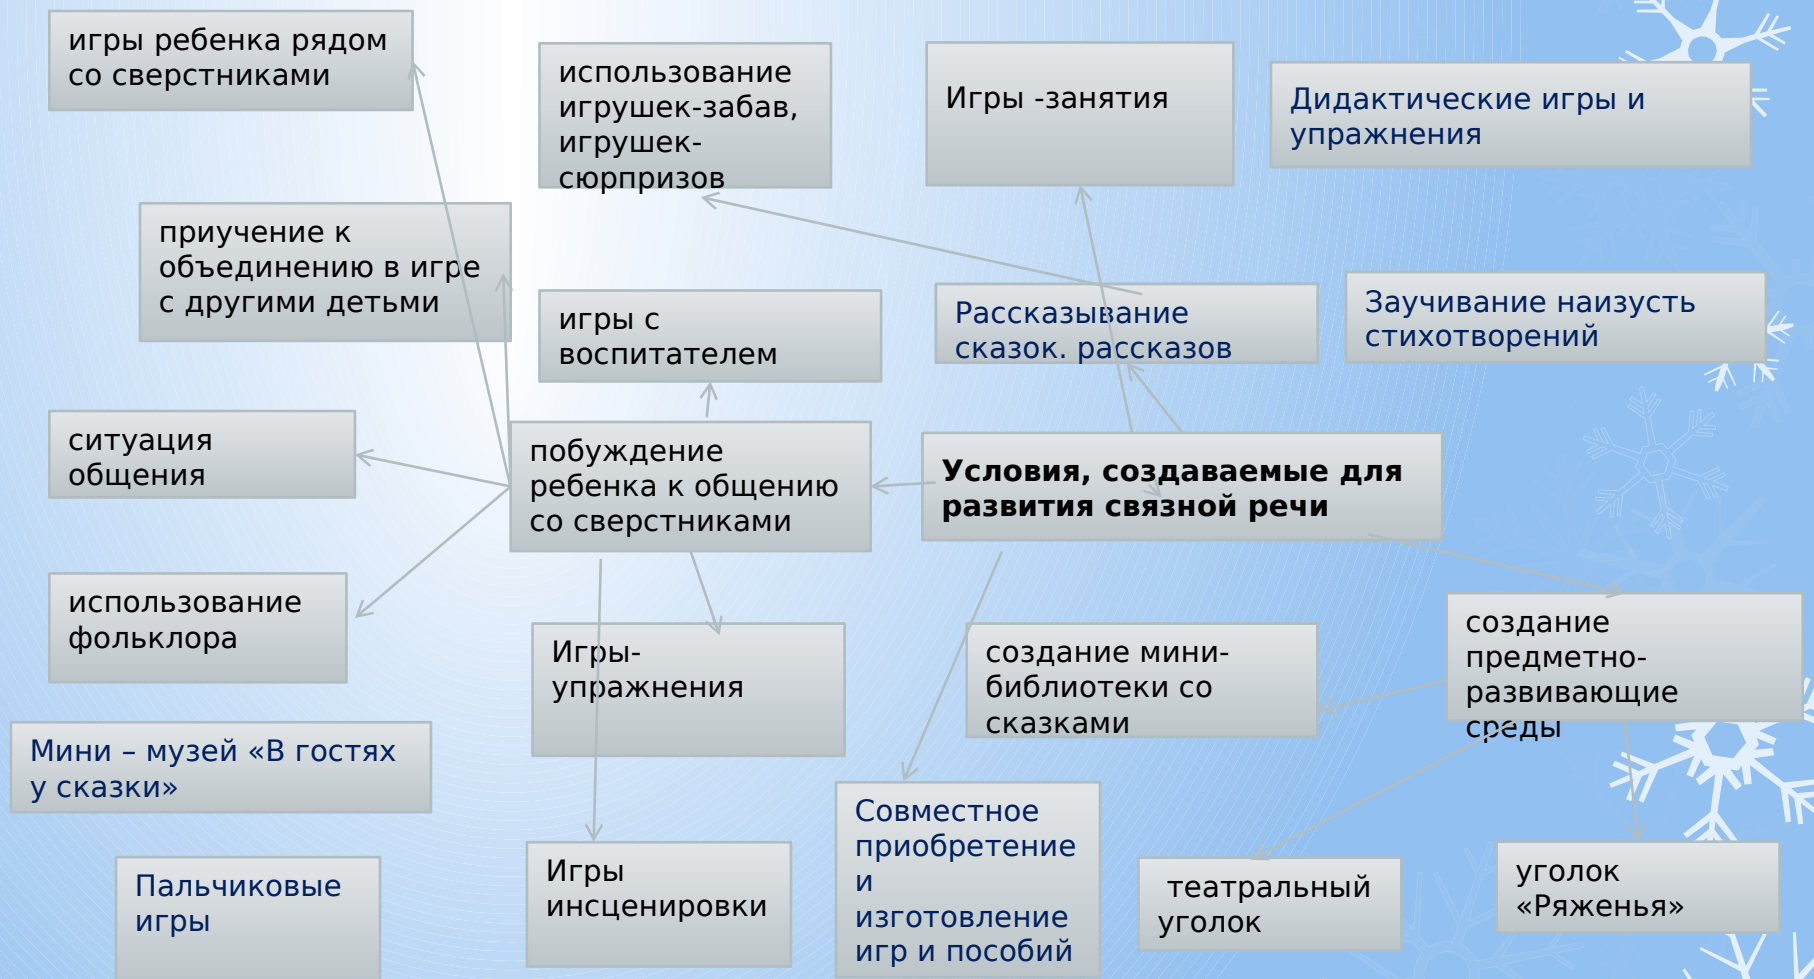 игры ребенка рядом
со сверстниками
использование
игрушек-забав,
игрушек-
сюрпризов
Игры -занятия
Дидактические игры и
упражнения
приучение к
объединению в игре
с другими детьми
игры с
воспитателем
Рассказывание
сказок. рассказов
Заучивание наизусть
стихотворений
ситуация
общения
побуждение
ребенка к общению
со сверстниками
Условия, создаваемые для
развития связной речи
использование
фольклора
Игры-
упражнения
создание мини-
библиотеки со
сказками
создание
предметно-
развивающие
среды
Мини – музей «В гостях
у сказки»
Пальчиковые
игры
Игры
инсценировки
Совместное
приобретение
и
изготовление
игр и пособий
театральный
уголок
уголок
«Ряженья»